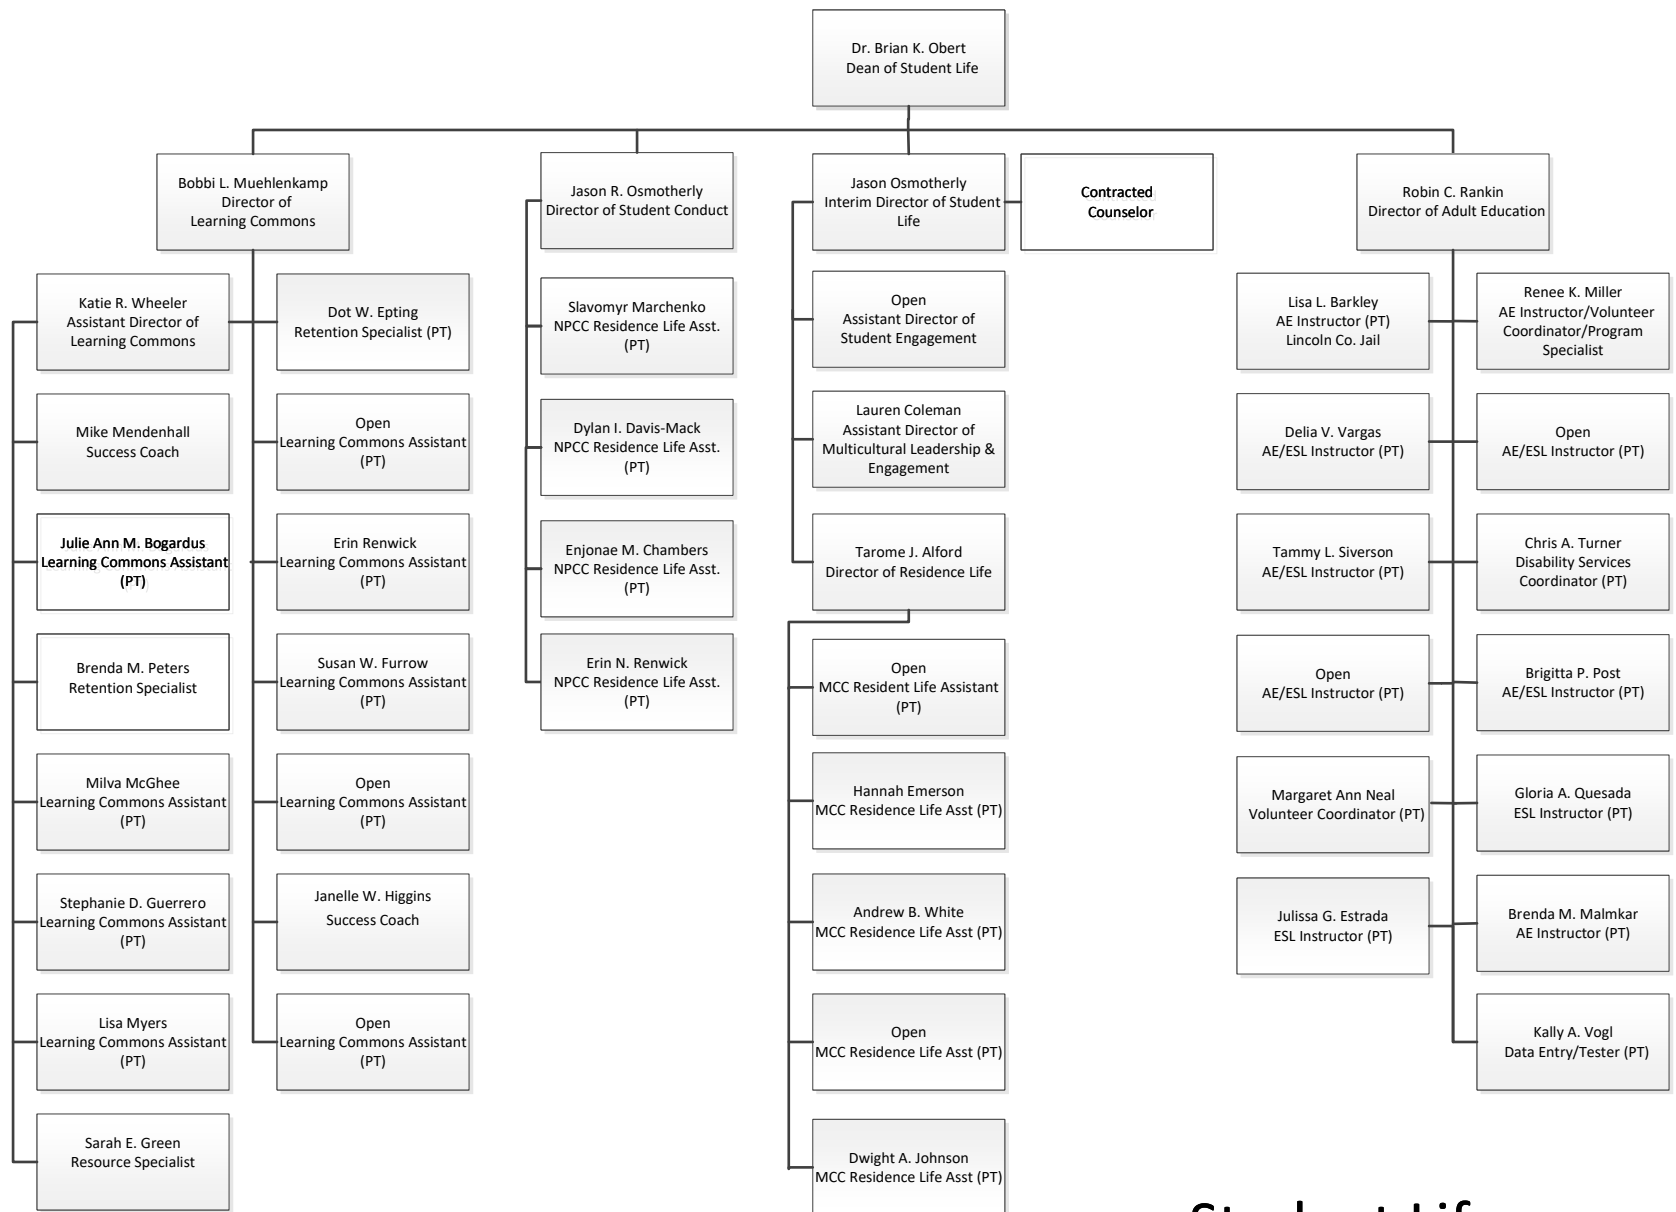 Dr. Brian K. Obert
Dean of Student Life
Bobbi L. Muehlenkamp
Director of
Learning Commons
Jason R. Osmotherly
Director of Student Conduct
Jason Osmotherly
Interim Director of Student
Life
Contracted
Counselor
Robin C. Rankin
Director of Adult Education
Katie R. Wheeler
Assistant Director of
Learning Commons
Mike Mendenhall
Success Coach
Julie Ann M. Bogardus
Learning Commons Assistant
(PT)
Brenda M. Peters
Retention Specialist
Milva McGhee
Learning Commons Assistant
(PT)
Stephanie D. Guerrero
Learning Commons Assistant
(PT)
Lisa Myers
Learning Commons Assistant
(PT)
Sarah E. Green
Resource Specialist
Dot W. Epting
Retention Specialist (PT)
Open
Learning Commons Assistant
(PT)
Erin Renwick
Learning Commons Assistant
(PT)
Susan W. Furrow
Learning Commons Assistant
(PT)
Open
Learning Commons Assistant
(PT)
Janelle W. Higgins
Success Coach
Open
Learning Commons Assistant
(PT)
Slavomyr Marchenko
NPCC Residence Life Asst.
(PT)
Dylan I. Davis-Mack
NPCC Residence Life Asst.
(PT)
Enjonae M. Chambers
NPCC Residence Life Asst.
(PT)
Erin N. Renwick
NPCC Residence Life Asst.
(PT)
Open
Assistant Director of
Student Engagement
Lauren Coleman
Assistant Director of
Multicultural Leadership &
Engagement
Tarome J. Alford
Director of Residence Life
Open
MCC Resident Life Assistant
(PT)
Hannah Emerson
MCC Residence Life Asst (PT)
Andrew B. White
MCC Residence Life Asst (PT)
Open
MCC Residence Life Asst (PT)
Dwight A. Johnson
MCC Residence Life Asst (PT)
Lisa L. Barkley
AE Instructor (PT)
Lincoln Co. Jail
Delia V. Vargas
AE/ESL Instructor (PT)
Tammy L. Siverson
AE/ESL Instructor (PT)
Open
AE/ESL Instructor (PT)
Margaret Ann Neal
Volunteer Coordinator (PT)
Julissa G. Estrada
ESL Instructor (PT)
Renee K. Miller
AE Instructor/Volunteer
Coordinator/Program
Specialist
Open
AE/ESL Instructor (PT)
Chris A. Turner
Disability Services
Coordinator (PT)
Brigitta P. Post
AE/ESL Instructor (PT)
Gloria A. Quesada
ESL Instructor (PT)
Brenda M. Malmkar
AE Instructor (PT)
Kally A. Vogl
Data Entry/Tester (PT)
Student Life